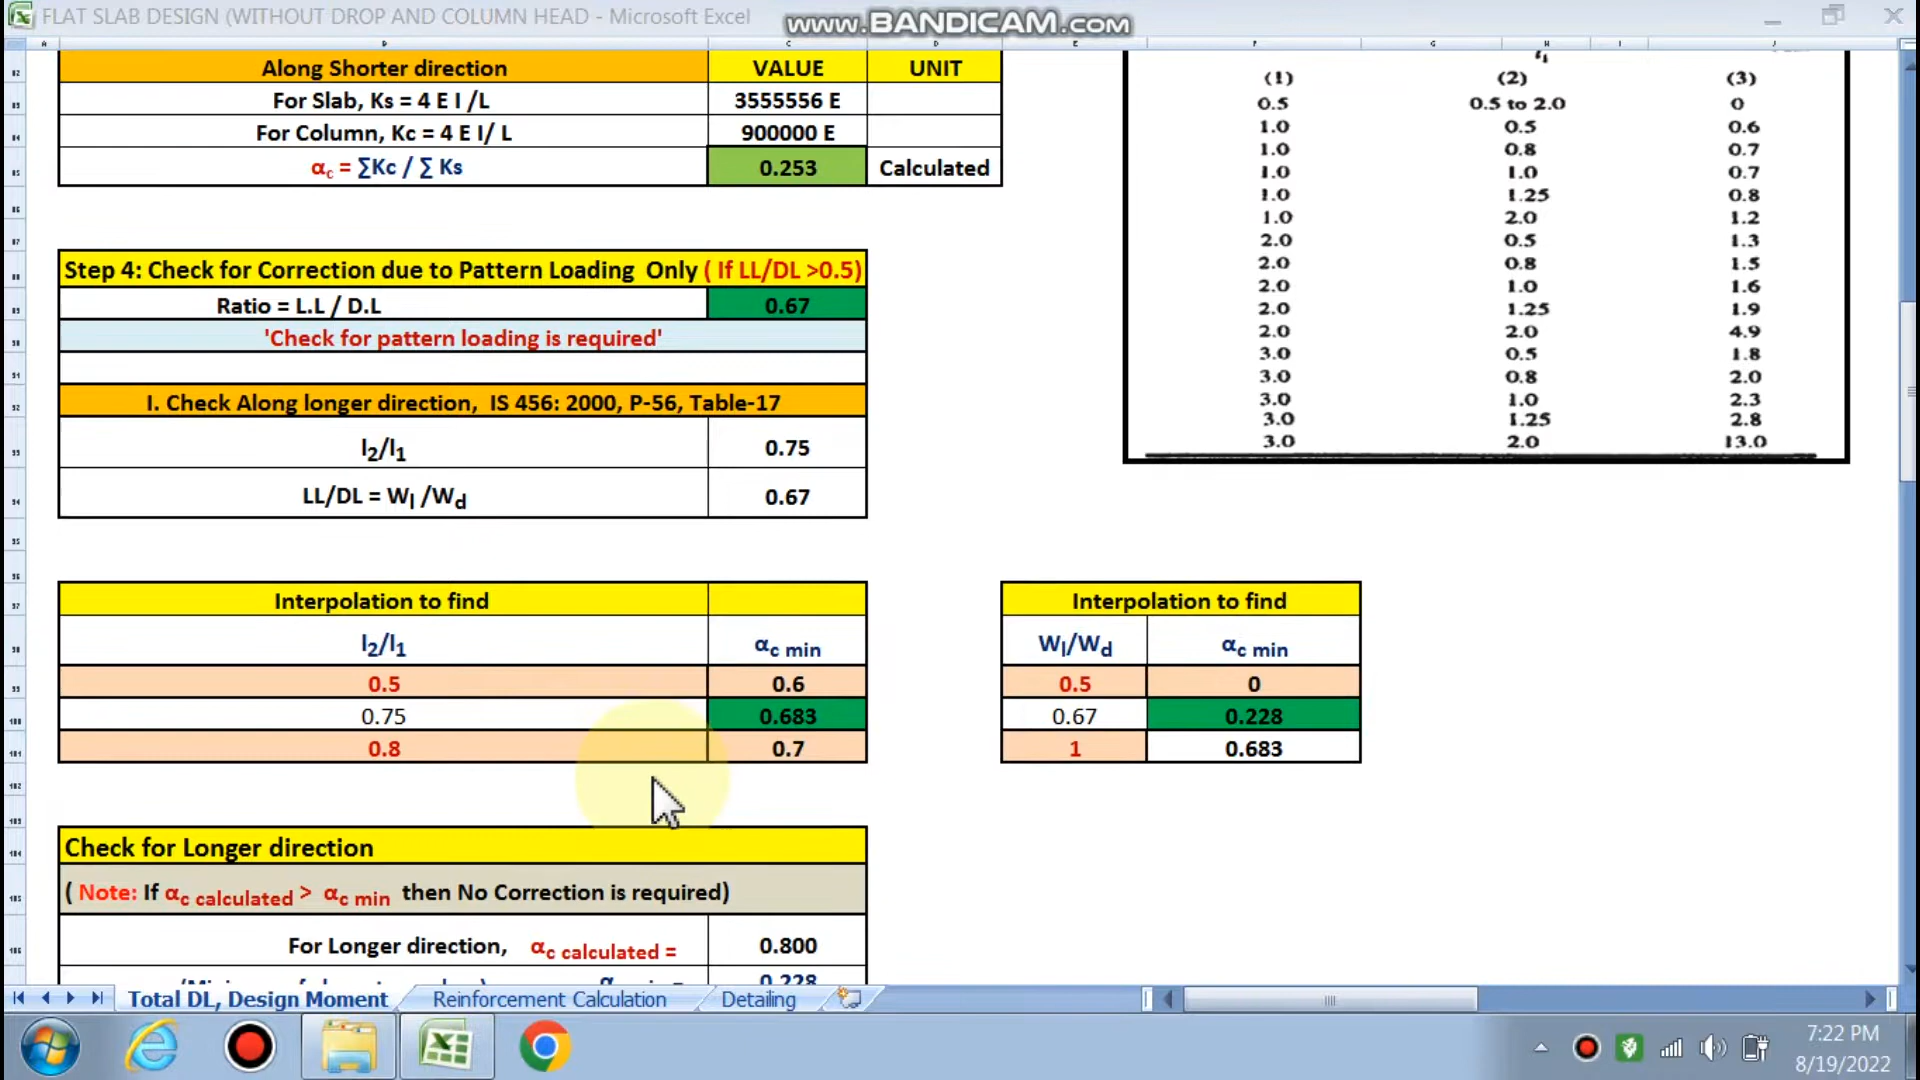 FLAT SLAB DESIGN (WITHOUT DROP AND COLUMN HEAD - Microsoft Excel
www.BANDICAM.com
Along Shorter direction VALUE UNIT
For Slab, Ks = 4 E I /L 3555556 E
For Column, Kc = 4 E I/ L 900000 E
αc = ∑Kc / ∑ Ks 0.253 Calculated
(1) (2) (3)
0.5 0.5 to 2.0 0
1.0 0.5 0.6
1.0 0.8 0.7
1.0 1.0 0.7
1.0 1.25 0.8
1.0 2.0 1.2
2.0 0.5 1.3
2.0 0.8 1.5
2.0 1.0 1.6
2.0 1.25 1.9
2.0 2.0 4.9
3.0 0.5 1.8
3.0 0.8 2.0
3.0 1.0 2.3
3.0 1.25 2.8
3.0 2.0 13.0
Step 4: Check for Correction due to Pattern Loading Only ( If LL/DL >0.5)
Ratio = L.L / D.L 0.67
'Check for pattern loading is required'
I. Check Along longer direction, IS 456: 2000, P-56, Table-17
l2/l1 0.75
LL/DL = Wl /Wd 0.67
Interpolation to find
l2/l1 αc min
0.5 0.6
0.75 0.683
0.8 0.7
Interpolation to find
Wl/Wd αc min
0.5 0
0.67 0.228
1 0.683
Check for Longer direction
( Note: If αc calculated > αc min then No Correction is required)
For Longer direction, αc calculated = 0.800
0.228
Total DL, Design Moment Reinforcement Calculation Detailing
7:22 PM
8/19/2022